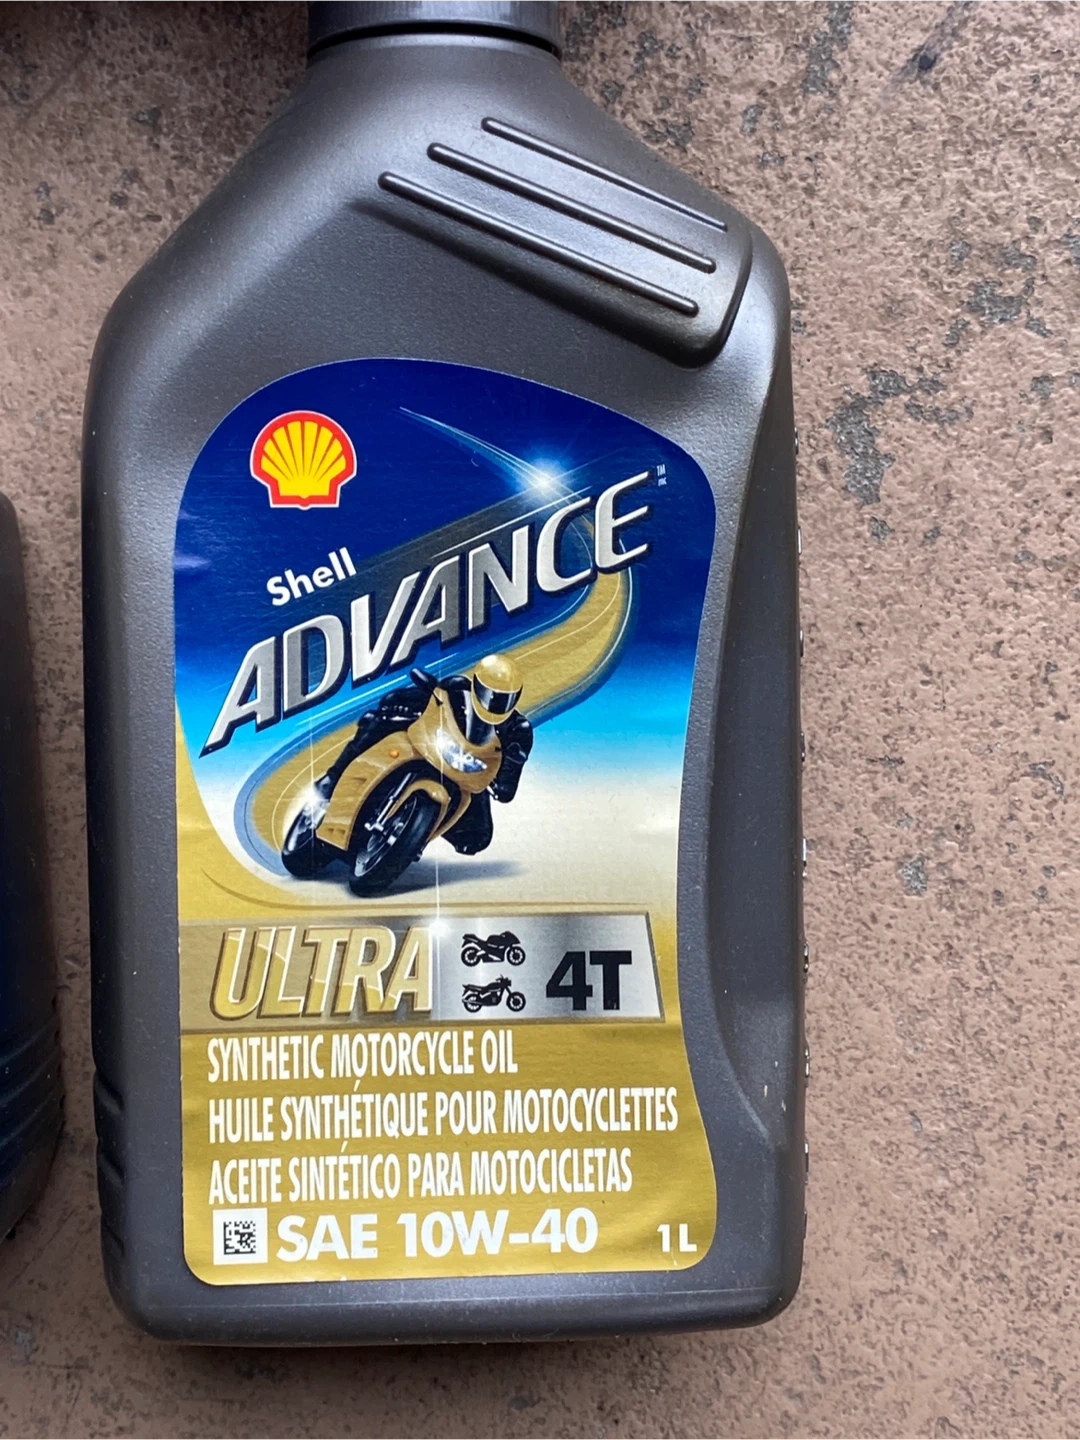 Shell
ADVANCE TM
ULTRA 4T
SYNTHETIC MOTORCYCLE OIL
HUILE SYNTHÉTIQUE POUR MOTOCYCLETTES
ACEITE SINTÉTICO PARA MOTOCICLETAS
SAE 10W-40 1L